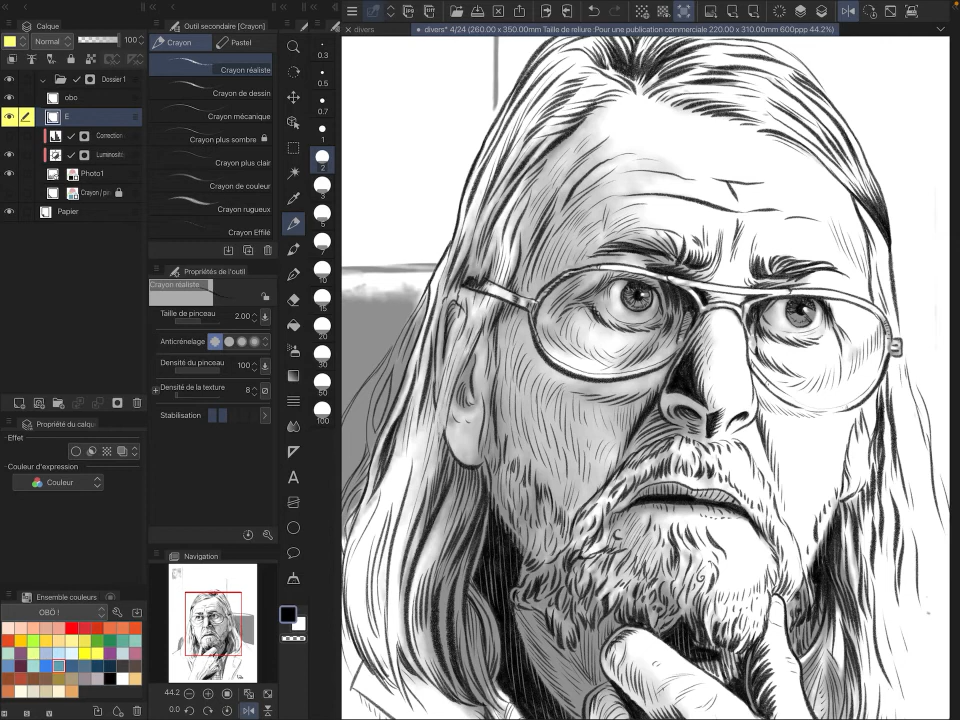 divers
divers* 4/24 (260.00 x 350.00mm Taille de reliure  Pour une publication commerciale 220.00 x 310.00mm 600ppp 44.2%)
Calque
Normal
100
Dossier 1
obo
E
Correction
Luminosité
Photo1
Papier
Propriété du calqu
Effet
Couleur d'expression
Couleur
Ensemble couleurs
OBÖ !
Outil secondaire [Crayon]
Crayon
Pastel
Crayon réaliste
Crayon de dessin
Crayon mécanique
Crayon plus sombre
Crayon plus clair
Crayon de couleur
Crayon rugueux
Crayon Effilé
Propriétés de l'outil
Crayon réaliste
Taille de pinceau 2.00
Anticrénelage
Densité du pinceau 100
Densité de la texture 8
Stabilisation
Navigation
44.2
0.0
0.3
0.5
0.7
1
2
3
5
7
10
15
20
30
50
100